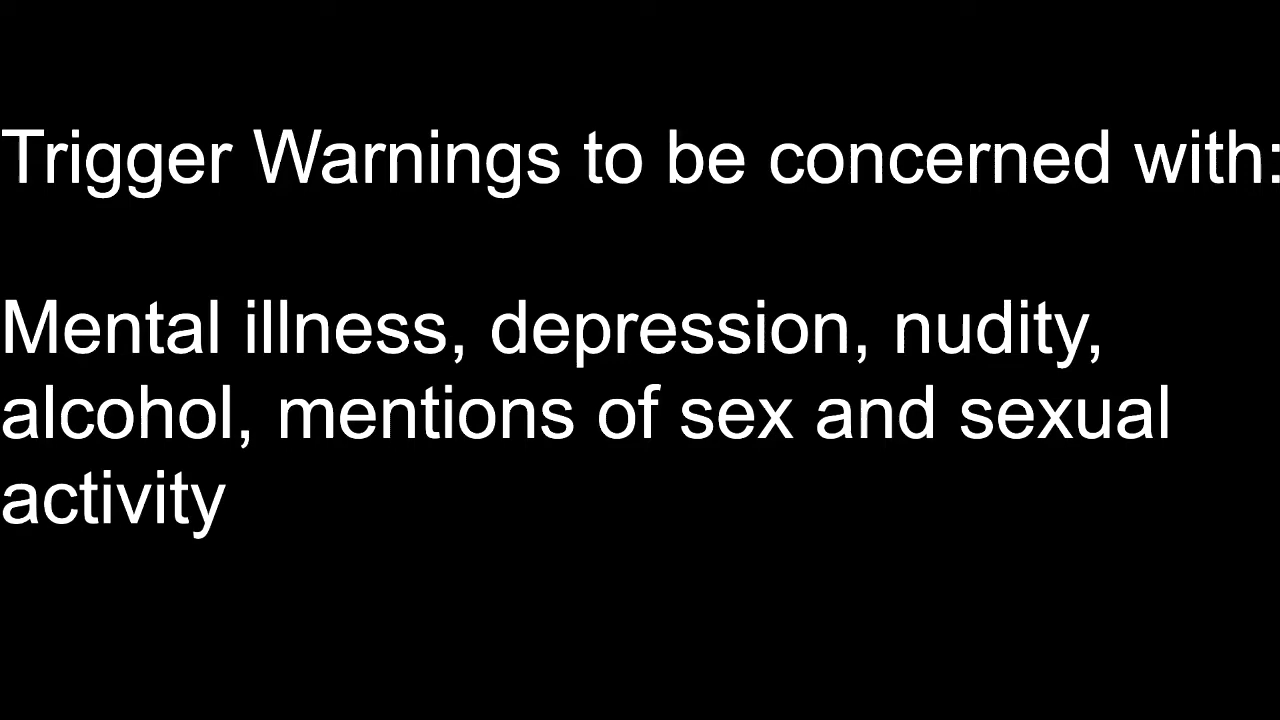 Trigger Warnings to be concerned with:
Mental illness, depression, nudity,
alcohol, mentions of sex and sexual
activity